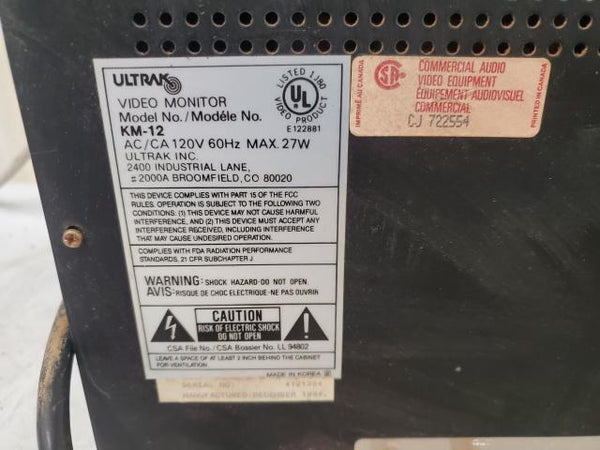 ULTRAK
LISTED 1J80
UL
VIDEO PRODUCT
E122881
VIDEO MONITOR
Model No./Modéle No.
KM-12
AC/CA 120V 60Hz MAX. 27W
ULTRAK INC.
2400 INDUSTRIAL LANE,
#2000A BROOMFIELD, CO 80020
THIS DEVICE COMPLIES WITH PART 15 OF THE FCC
RULES. OPERATION IS SUBJECT TO THE FOLLOWING TWO
CONDITIONS: (1) THIS DEVICE MAY NOT CAUSE HARMFUL
INTERFERENCE, AND (2) THIS DEVICE MUST ACCEPT ANY
INTERFERENCE RECEIVED, INCLUDING INTERFERENCE
THAT MAY CAUSE UNDESIRED OPERATION.
COMPLIES WITH FDA RADIATION PERFORMANCE
STANDARDS, 21 CFR SUBCHAPTER J
WARNING: SHOCK HAZARD-DO NOT OPEN.
AVIS: RISQUE DE CHOC ELECTRIQUE-NE PAS OUVRIR
CAUTION
RISK OF ELECTRIC SHOCK
DO NOT OPEN
CSA File No./CSA Blossier No. LL 94802
LEAVE A SPACE OF AT LEAST 2 INCH BEHIND THE CABINET
FOR VENTILATION
MADE IN KOREA
SERIAL NO:
MANUFACTURED: DECEMBER
IMPRIMÉ AU CANADA
COMMERCIAL AUDIO
VIDEO EQUIPMENT
ÉQUIPEMENT AUDIOVISUEL
COMMERCIAL
CJ 722554
PRINTED IN CANADA